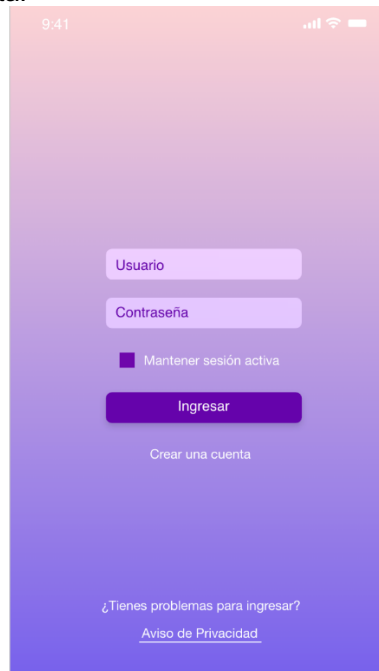 9:41
Usuario
Contraseña
Mantener sesión activa
Ingresar
Crear una cuenta
¿Tienes problemas para ingresar?
Aviso de Privacidad